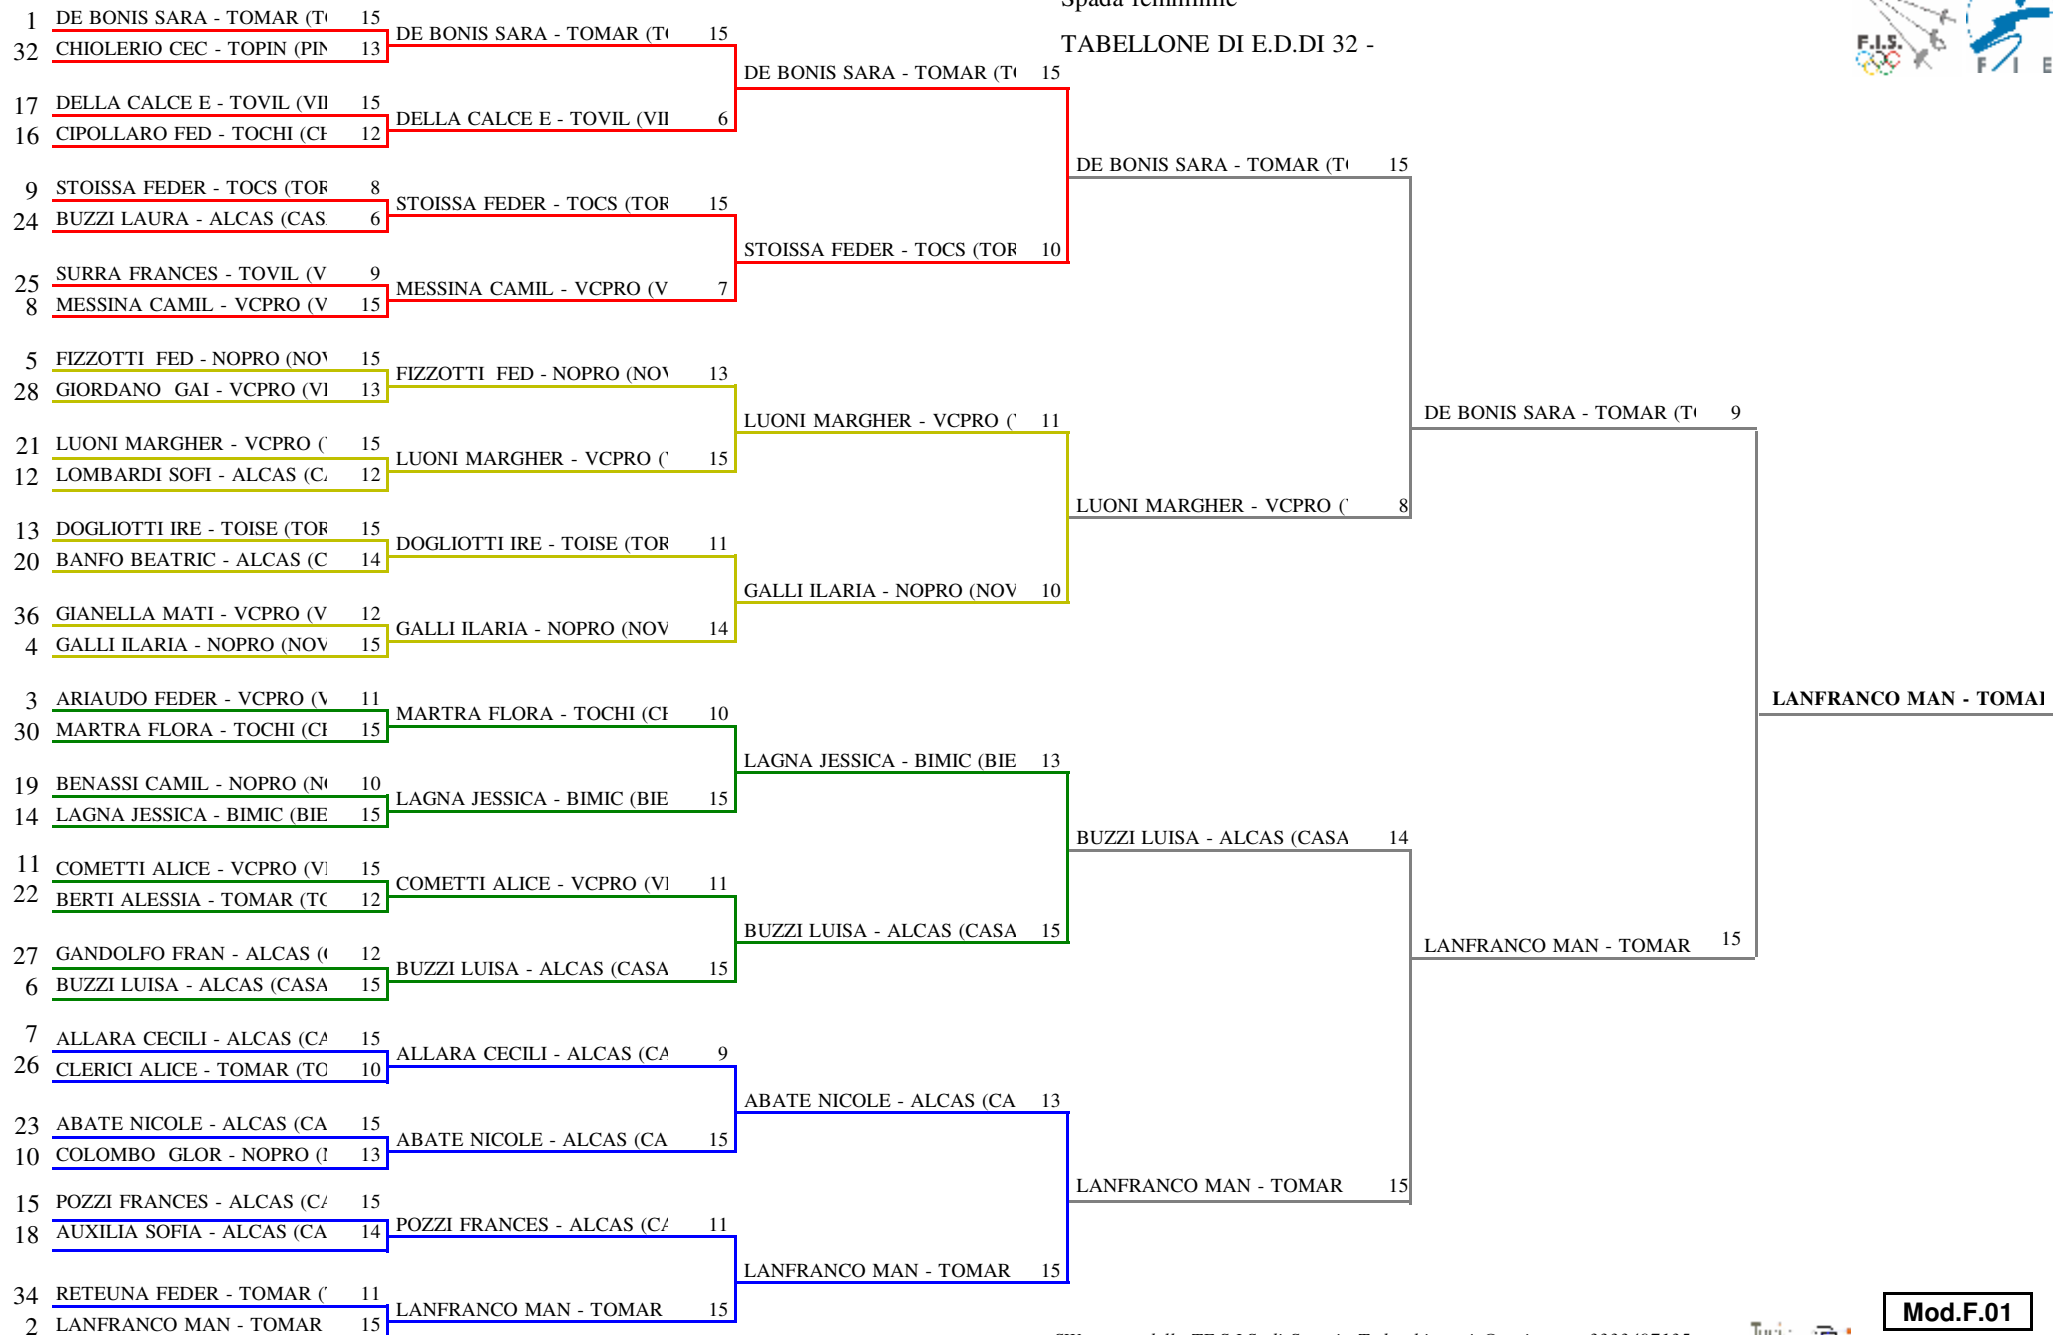 Spada femminile
TABELLONE DI E.D.DI 32 -
F.I.S.
F I E
1 DE BONIS SARA - TOMAR (T 15
32 CHIOLERIO CEC - TOPIN (PIN 13
17 DELLA CALCE E - TOVIL (VII 15
16 CIPOLLARO FED - TOCHI (CH 12
9 STOISSA FEDER - TOCS (TOR 8
24 BUZZI LAURA - ALCAS (CAS 6
25 SURRA FRANCES - TOVIL (V 9
8 MESSINA CAMIL - VCPRO (V 15
5 FIZZOTTI FED - NOPRO (NOV 15
28 GIORDANO GAI - VCPRO (VI 13
21 LUONI MARGHER - VCPRO ( 15
12 LOMBARDI SOFI - ALCAS (CA 12
13 DOGLIOTTI IRE - TOISE (TOR 15
20 BANFO BEATRIC - ALCAS (C 14
36 GIANELLA MATI - VCPRO (V 12
4 GALLI ILARIA - NOPRO (NOV 15
3 ARIAUDO FEDER - VCPRO (V 11
30 MARTRA FLORA - TOCHI (CH 15
19 BENASSI CAMIL - NOPRO (N 10
14 LAGNA JESSICA - BIMIC (BIE 15
11 COMETTI ALICE - VCPRO (VI 15
22 BERTI ALESSIA - TOMAR (TO 12
27 GANDOLFO FRAN - ALCAS ( 12
6 BUZZI LUISA - ALCAS (CASA 15
7 ALLARA CECILI - ALCAS (CA 15
26 CLERICI ALICE - TOMAR (TO 10
23 ABATE NICOLE - ALCAS (CA 15
10 COLOMBO GLOR - NOPRO ( 13
15 POZZI FRANCES - ALCAS (CA 15
18 AUXILIA SOFIA - ALCAS (CA 14
34 RETEUNA FEDER - TOMAR ( 11
2 LANFRANCO MAN - TOMAR 15
DE BONIS SARA - TOMAR (T 15
DELLA CALCE E - TOVIL (VII 6
STOISSA FEDER - TOCS (TOR 15
MESSINA CAMIL - VCPRO (V 7
FIZZOTTI FED - NOPRO (NOV 13
LUONI MARGHER - VCPRO ( 15
DOGLIOTTI IRE - TOISE (TOR 11
GALLI ILARIA - NOPRO (NOV 14
MARTRA FLORA - TOCHI (CH 10
LAGNA JESSICA - BIMIC (BIE 15
COMETTI ALICE - VCPRO (VI 11
BUZZI LUISA - ALCAS (CASA 15
ALLARA CECILI - ALCAS (CA 9
ABATE NICOLE - ALCAS (CA 15
POZZI FRANCES - ALCAS (CA 11
LANFRANCO MAN - TOMAR 15
DE BONIS SARA - TOMAR (T 15
STOISSA FEDER - TOCS (TOR 10
LUONI MARGHER - VCPRO ( 11
GALLI ILARIA - NOPRO (NOV 10
LAGNA JESSICA - BIMIC (BIE 13
BUZZI LUISA - ALCAS (CASA 15
ABATE NICOLE - ALCAS (CA 13
LANFRANCO MAN - TOMAR 15
DE BONIS SARA - TOMAR (T 15
LUONI MARGHER - VCPRO ( 8
BUZZI LUISA - ALCAS (CASA 14
LANFRANCO MAN - TOMAR 15
DE BONIS SARA - TOMAR (T 9
LANFRANCO MAN - TOMAR 15
LANFRANCO MAN - TOMAI
Mod.F.01